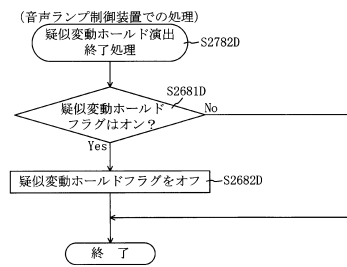 (音声ランプ制御装置での処理)
疑似変動ホールド演出
終了処理
S2782D
S2681D
疑似変動ホールド
フラグはオン?
No
Yes
疑似変動ホールドフラグをオフ
S2682D
終 了